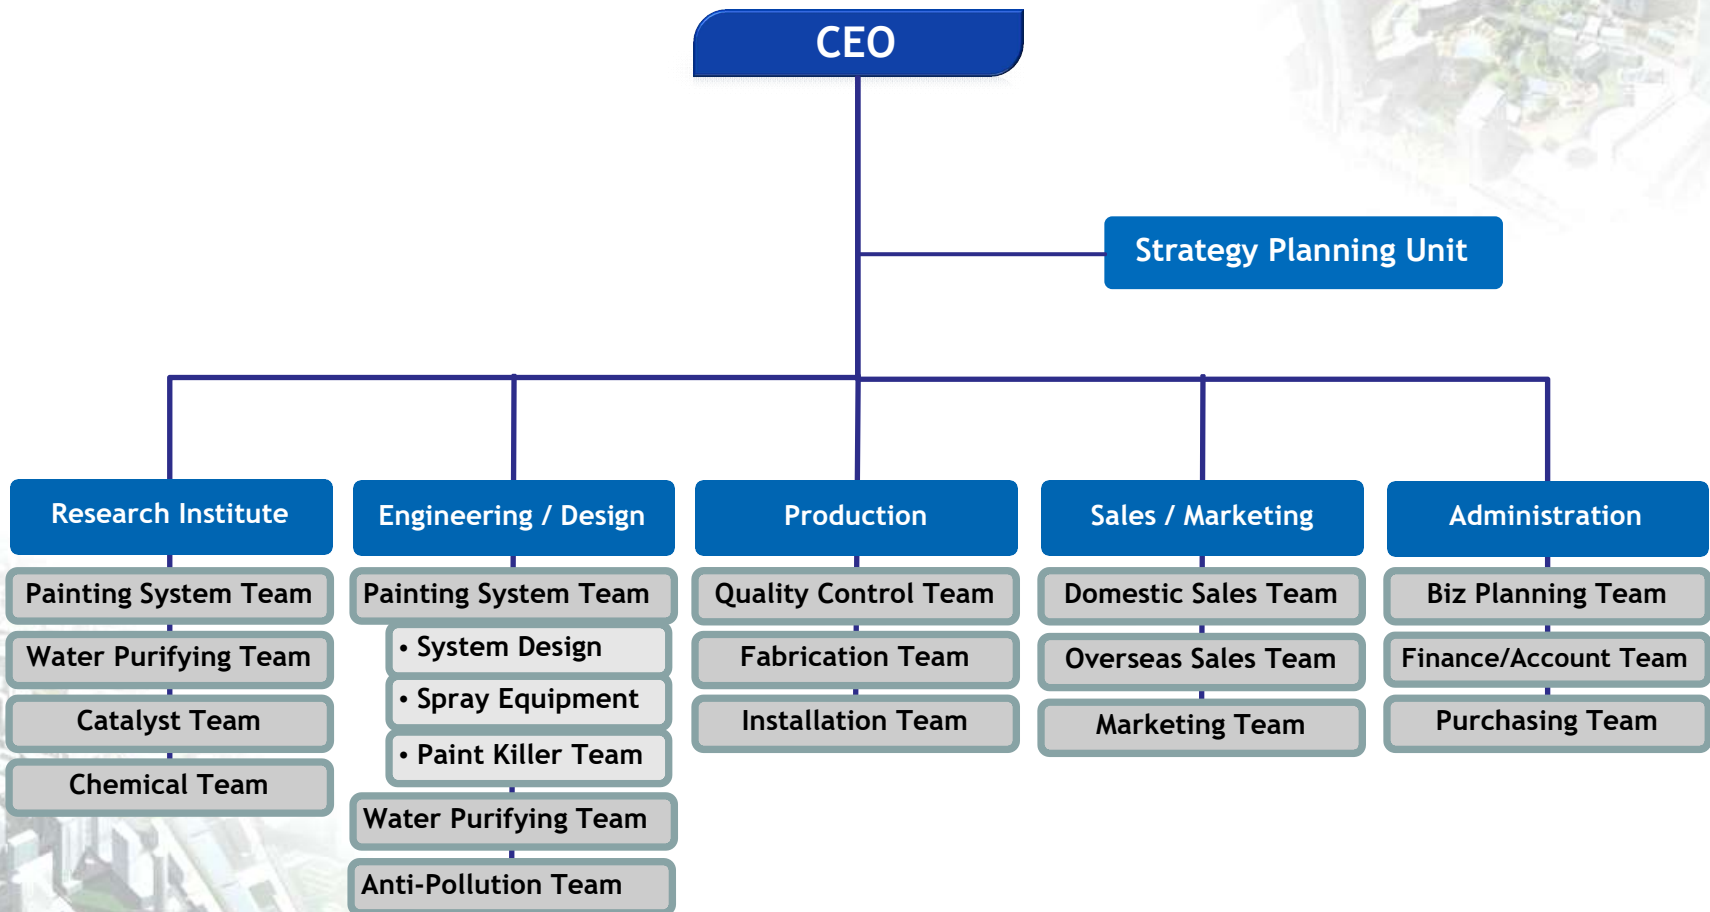 CEO
Strategy Planning Unit
Research Institute
Painting System Team
Water Purifying Team
Catalyst Team
Chemical Team
Engineering / Design
Painting System Team
• System Design
• Spray Equipment
• Paint Killer Team
Water Purifying Team
Anti-Pollution Team
Production
Quality Control Team
Fabrication Team
Installation Team
Sales / Marketing
Domestic Sales Team
Overseas Sales Team
Marketing Team
Administration
Biz Planning Team
Finance/Account Team
Purchasing Team